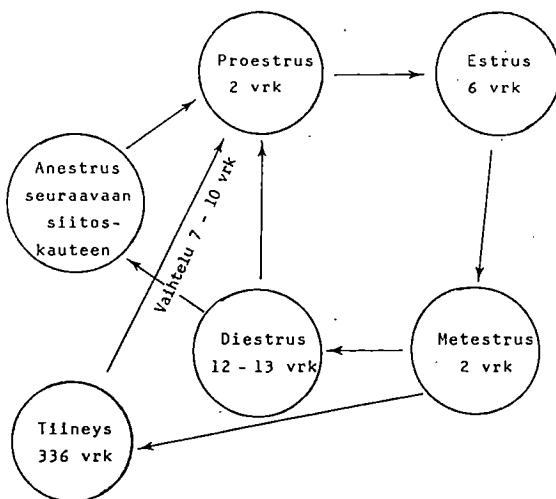 Proestrus
2 vrk
Estrus
6 vrk
Anestrus
seuraavaan
siitos-
kauteen
Vaihtelu 7 - 10 vrk
Diestrus
12 - 13 vrk
Metestrus
2 vrk
Tiineys
336 vrk